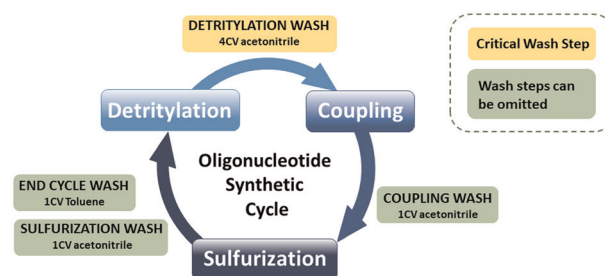 DETRITYLATION WASH
4CV acetonitrile
Critical Wash Step
Wash steps can
be omitted
Detritylation
Coupling
Oligonucleotide
Synthetic
Cycle
END CYCLE WASH
1CV Toluene
SULFURIZATION WASH
1CV acetonitrile
COUPLING WASH
1CV acetonitrile
Sulfurization